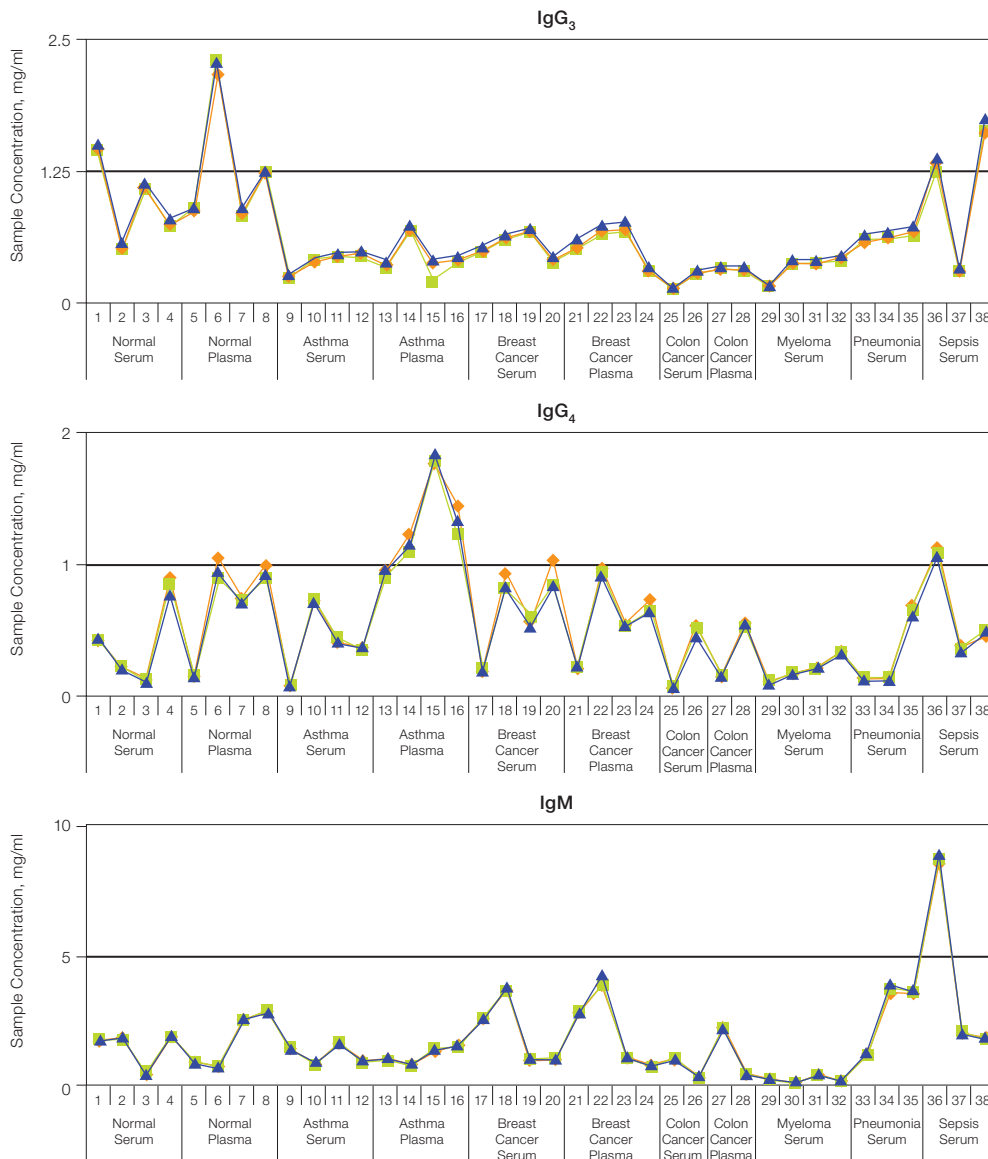 IgG3
Sample Concentration, mg/ml
2.5
1.25
0
1 2 3 4 5 6 7 8 9 10 11 12 13 14 15 16 17 18 19 20 21 22 23 24 25 26 27 28 29 30 31 32 33 34 35 36 37 38
Normal Normal Asthma Asthma Breast Breast Colon Colon Myeloma Pneumonia Sepsis
Serum Plasma Serum Plasma Cancer Cancer Cancer Cancer Serum Serum Serum
Serum Plasma Serum Plasma
IgG4
Sample Concentration, mg/ml
2
1
0
1 2 3 4 5 6 7 8 9 10 11 12 13 14 15 16 17 18 19 20 21 22 23 24 25 26 27 28 29 30 31 32 33 34 35 36 37 38
Normal Normal Asthma Asthma Breast Breast Colon Colon Myeloma Pneumonia Sepsis
Serum Plasma Serum Plasma Cancer Cancer Cancer Cancer Serum Serum Serum
Serum Plasma Serum Plasma
IgM
Sample Concentration, mg/ml
10
5
0
1 2 3 4 5 6 7 8 9 10 11 12 13 14 15 16 17 18 19 20 21 22 23 24 25 26 27 28 29 30 31 32 33 34 35 36 37 38
Normal Normal Asthma Asthma Breast Breast Colon Colon Myeloma Pneumonia Sepsis
Serum Plasma Serum Plasma Cancer Cancer Cancer Cancer Serum Serum Serum
Serum Plasma Serum Plasma